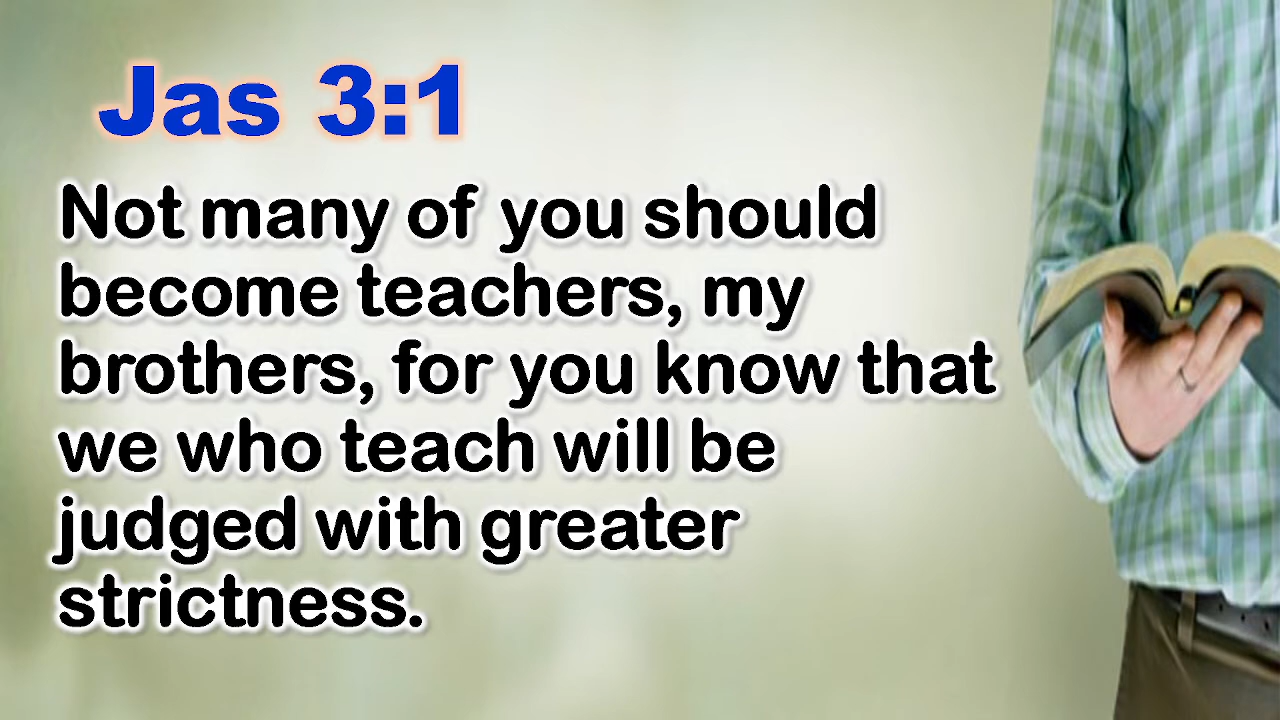 Jas 3:1
Not many of you should
become teachers, my
brothers, for you know that
we who teach will be
judged with greater
strictness.